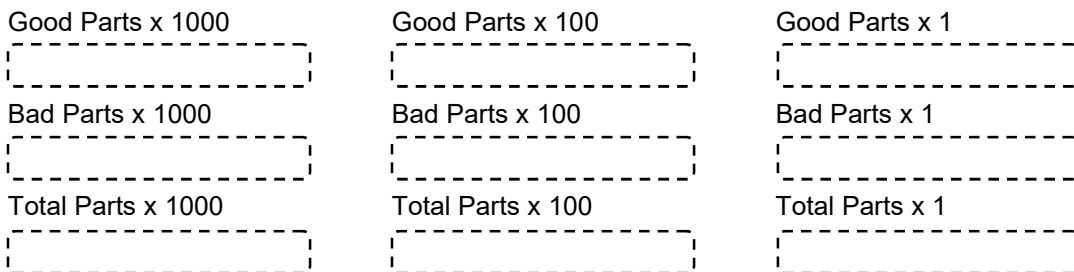 Good Parts x 1000 Good Parts x 100 Good Parts x 1
Bad Parts x 1000 Bad Parts x 100 Bad Parts x 1
Total Parts x 1000 Total Parts x 100 Total Parts x 1